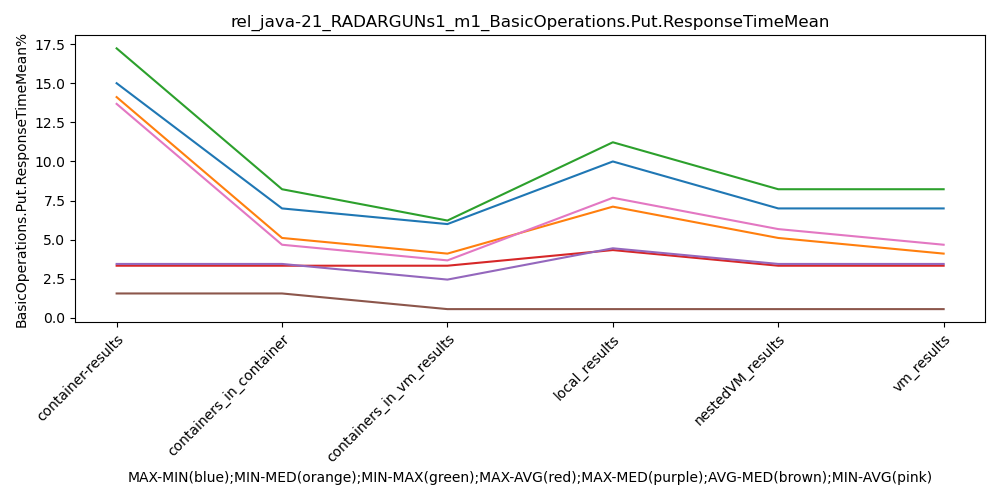 rel_java-21_RADARGUNs1_m1_BasicOperations.Put.ResponseTimeMean
BasicOperations.Put.ResponseTimeMean%
17.5
15.0
12.5
10.0
7.5
5.0
2.5
0.0
container-results
containers_in_container
containers_in_vm_results
local_results
nestedVM_results
vm_results
MAX-MIN(blue);MIN-MED(orange);MIN-MAX(green);MAX-AVG(red);MAX-MED(purple);AVG-MED(brown);MIN-AVG(pink)